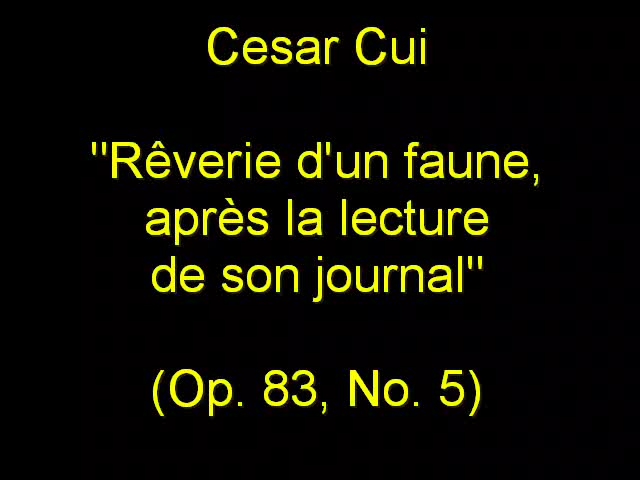 Cesar Cui
"Rêverie d'un faune,
après la lecture
de son journal"
(Op. 83, No. 5)